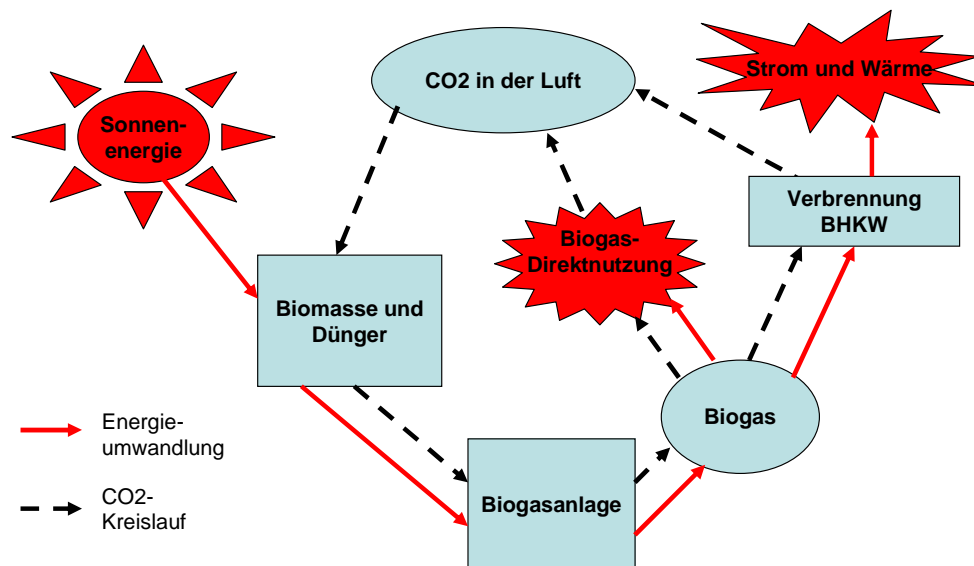 CO2 in der Luft
Strom und Wärme
Sonnen-
energie
Verbrennung
BHKW
Biogas-
Direktnutzung
Biomasse und
Dünger
Biogas
Energie-
umwandlung
Biogasanlage
CO2-
Kreislauf